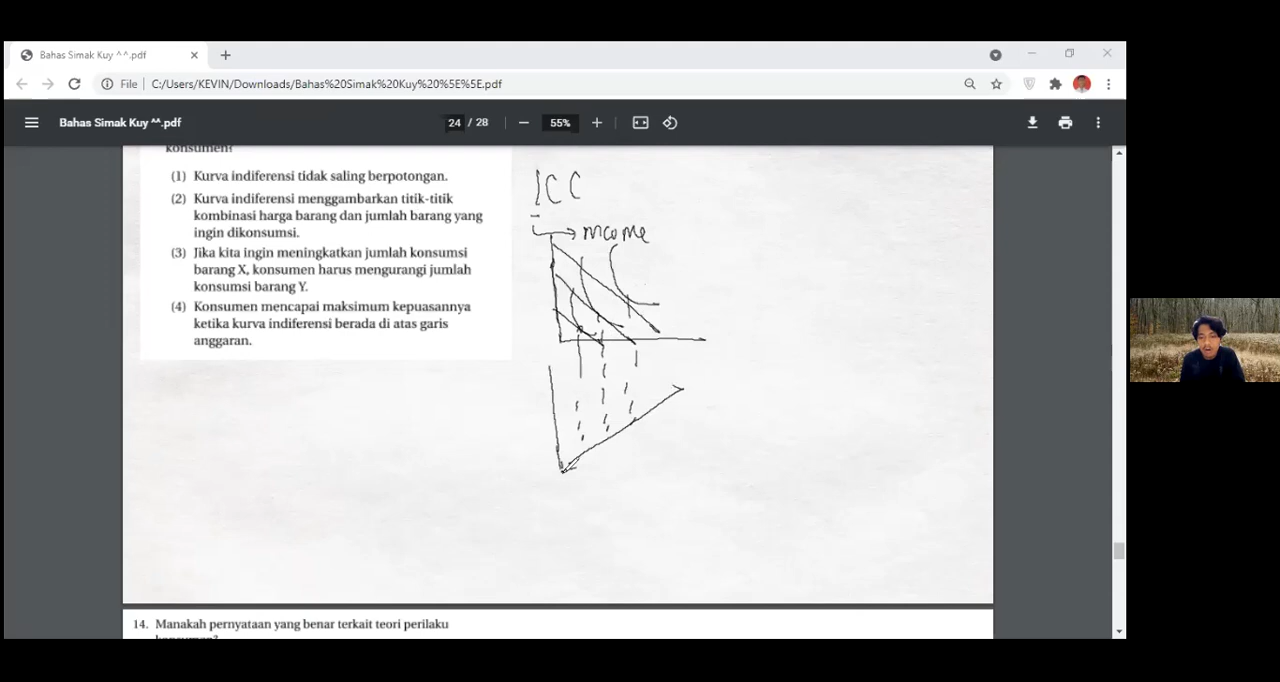 Bahas Simak Kuy ^^.pdf
File
C:/Users/KEVIN/Downloads/Bahas%20Simak%20Kuy%20%5E%5E.pdf
Bahas Simak Kuy ^^.pdf
24 / 28
55%
konsumen?
(1) Kurva indiferensi tidak saling berpotongan.
(2) Kurva indiferensi menggambarkan titik-titik
kombinasi harga barang dan jumlah barang yang
ingin dikonsumsi.
(3) Jika kita ingin meningkatkan jumlah konsumsi
barang X, konsumen harus mengurangi jumlah
konsumsi barang Y.
(4) Konsumen mencapai maksimum kepuasannya
ketika kurva indiferensi berada di atas garis
anggaran.
ICC
income
14. Manakah pernyataan yang benar terkait teori perilaku
konsumen?